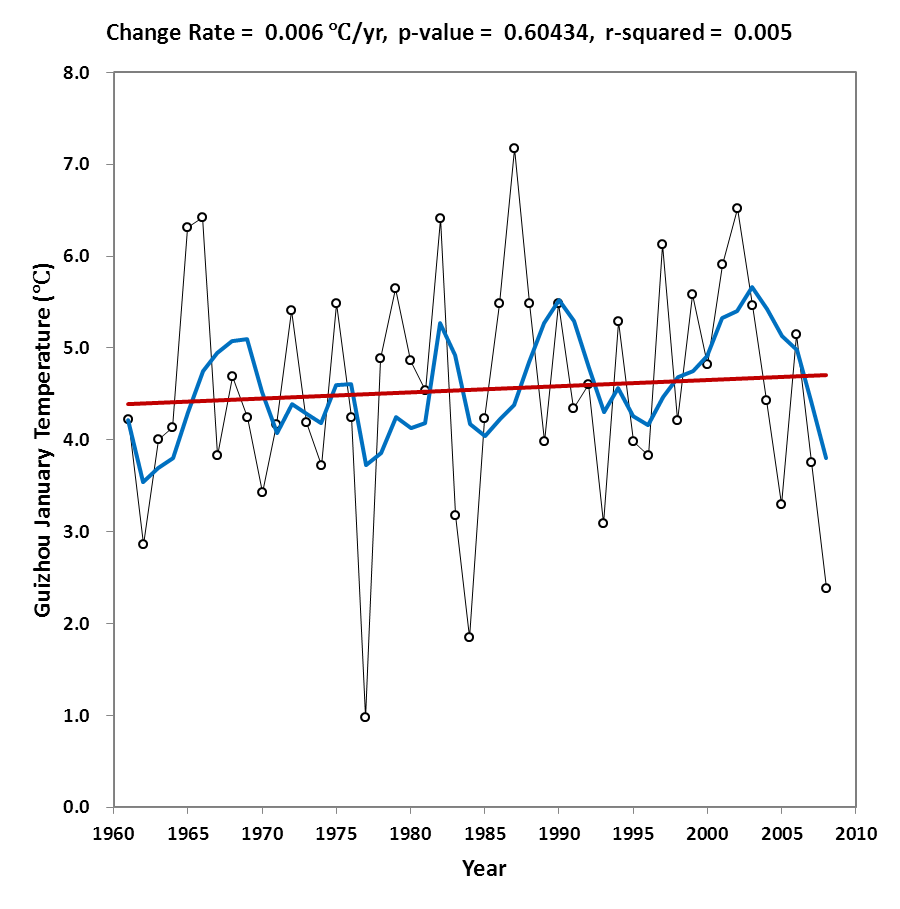 Change Rate = 0.006 ℃/yr, p-value = 0.60434, r-squared = 0.005
8.0
7.0
6.0
5.0
4.0
3.0
2.0
1.0
0.0
Guizhou January Temperature (℃)
1960 1965 1970 1975 1980 1985 1990 1995 2000 2005 2010
Year